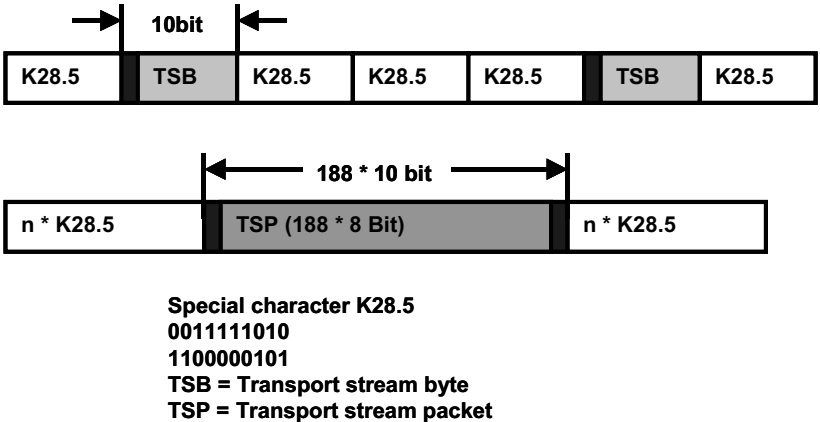 10bit
K28.5 TSB K28.5 K28.5 K28.5 TSB K28.5
188 * 10 bit
n * K28.5 TSP (188 * 8 Bit) n * K28.5
Special character K28.5
0011111010
1100000101
TSB = Transport stream byte
TSP = Transport stream packet